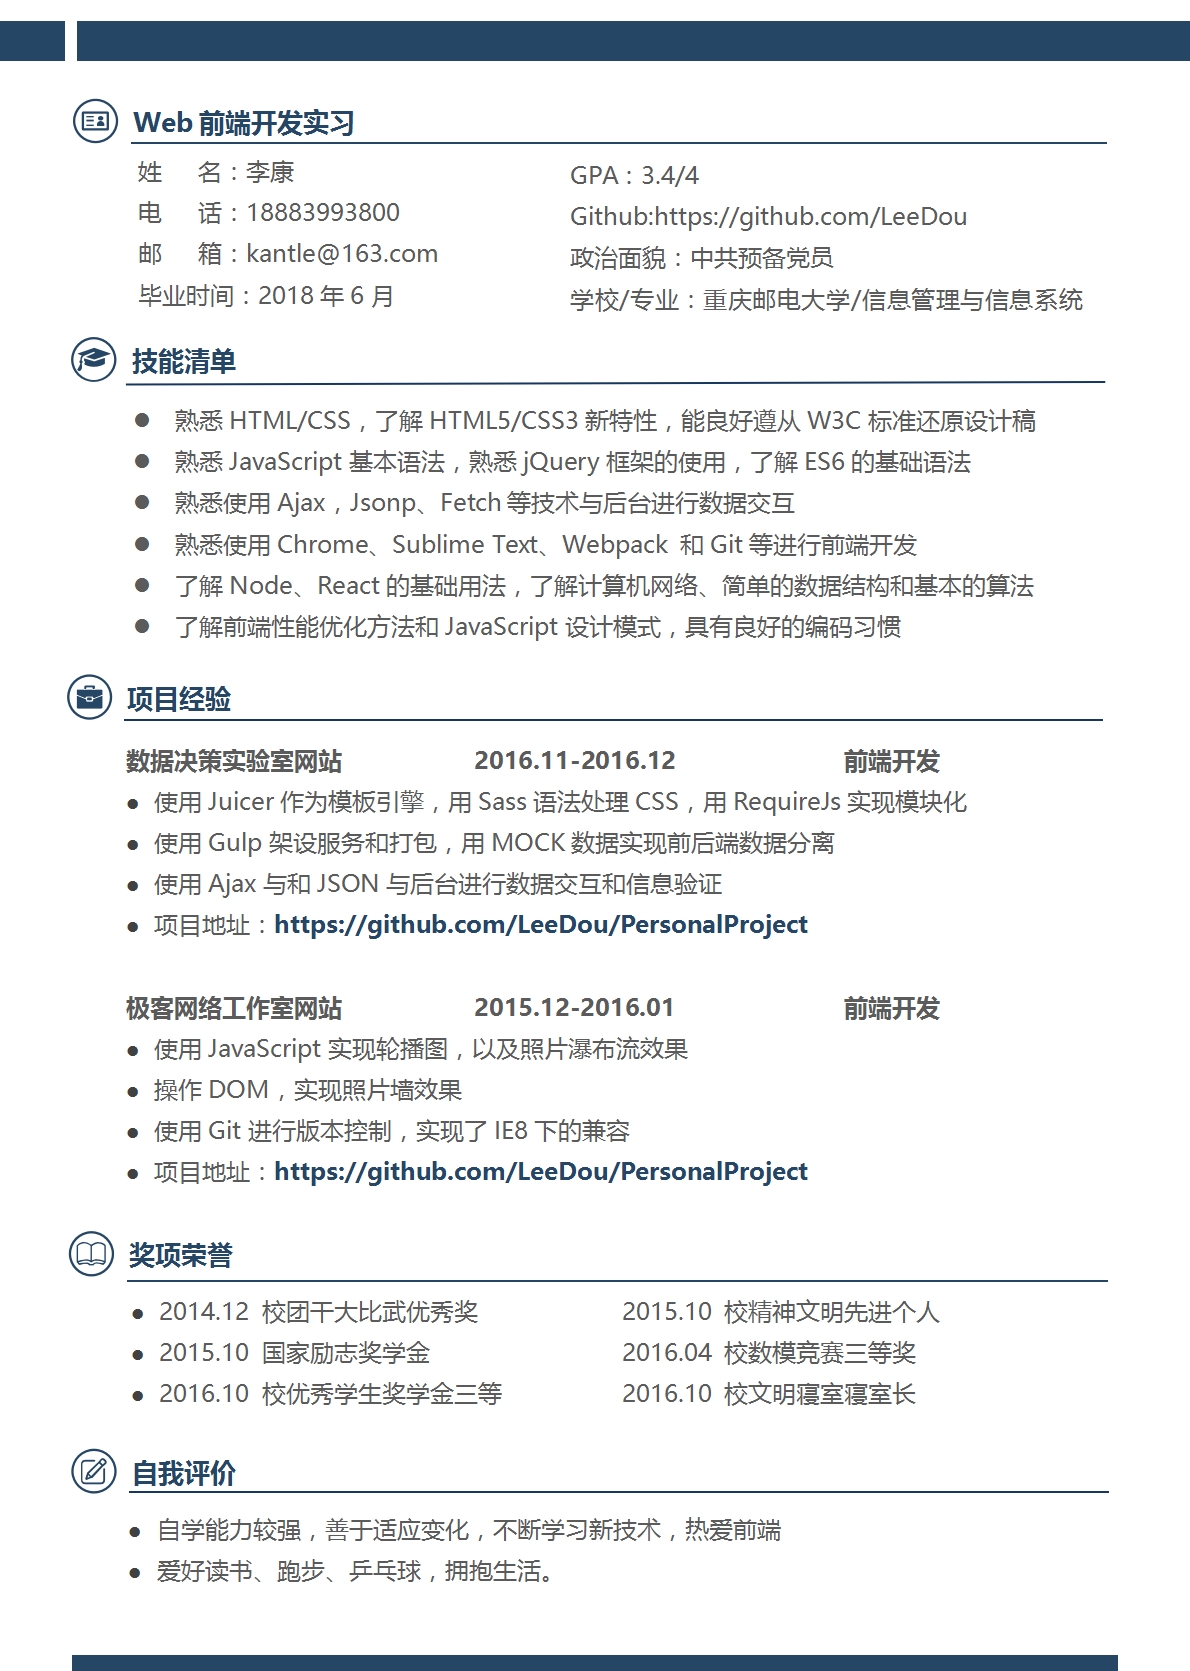 Web 前端开发实习
姓 名：李康
GPA：3.4/4
电 话：18883993800
Github:https://github.com/LeeDou
邮 箱：kantle@163.com
政治面貌：中共预备党员
毕业时间：2018 年 6 月
学校/专业：重庆邮电大学/信息管理与信息系统
技能清单
● 熟悉 HTML/CSS，了解 HTML5/CSS3 新特性，能良好遵从 W3C 标准还原设计稿
● 熟悉 JavaScript 基本语法，熟悉 jQuery 框架的使用，了解 ES6 的基础语法
● 熟悉使用 Ajax，Jsonp、Fetch 等技术与后台进行数据交互
● 熟悉使用 Chrome、Sublime Text、Webpack 和 Git 等进行前端开发
● 了解 Node、React 的基础用法，了解计算机网络、简单的数据结构和基本的算法
● 了解前端性能优化方法和 JavaScript 设计模式，具有良好的编码习惯
项目经验
数据决策实验室网站 2016.11-2016.12 前端开发
● 使用 Juicer 作为模板引擎，用 Sass 语法处理 CSS，用 RequireJs 实现模块化
● 使用 Gulp 架设服务和打包，用 MOCK 数据实现前后端数据分离
● 使用 Ajax 与和 JSON 与后台进行数据交互和信息验证
● 项目地址：https://github.com/LeeDou/PersonalProject
极客网络工作室网站 2015.12-2016.01 前端开发
● 使用 JavaScript 实现轮播图，以及照片瀑布流效果
● 操作 DOM，实现照片墙效果
● 使用 Git 进行版本控制，实现了 IE8 下的兼容
● 项目地址：https://github.com/LeeDou/PersonalProject
奖项荣誉
● 2014.12 校团干大比武优秀奖 2015.10 校精神文明先进个人
● 2015.10 国家励志奖学金 2016.04 校数模竞赛三等奖
● 2016.10 校优秀学生奖学金三等 2016.10 校文明寝室寝室长
自我评价
● 自学能力较强，善于适应变化，不断学习新技术，热爱前端
● 爱好读书、跑步、乒乓球，拥抱生活。